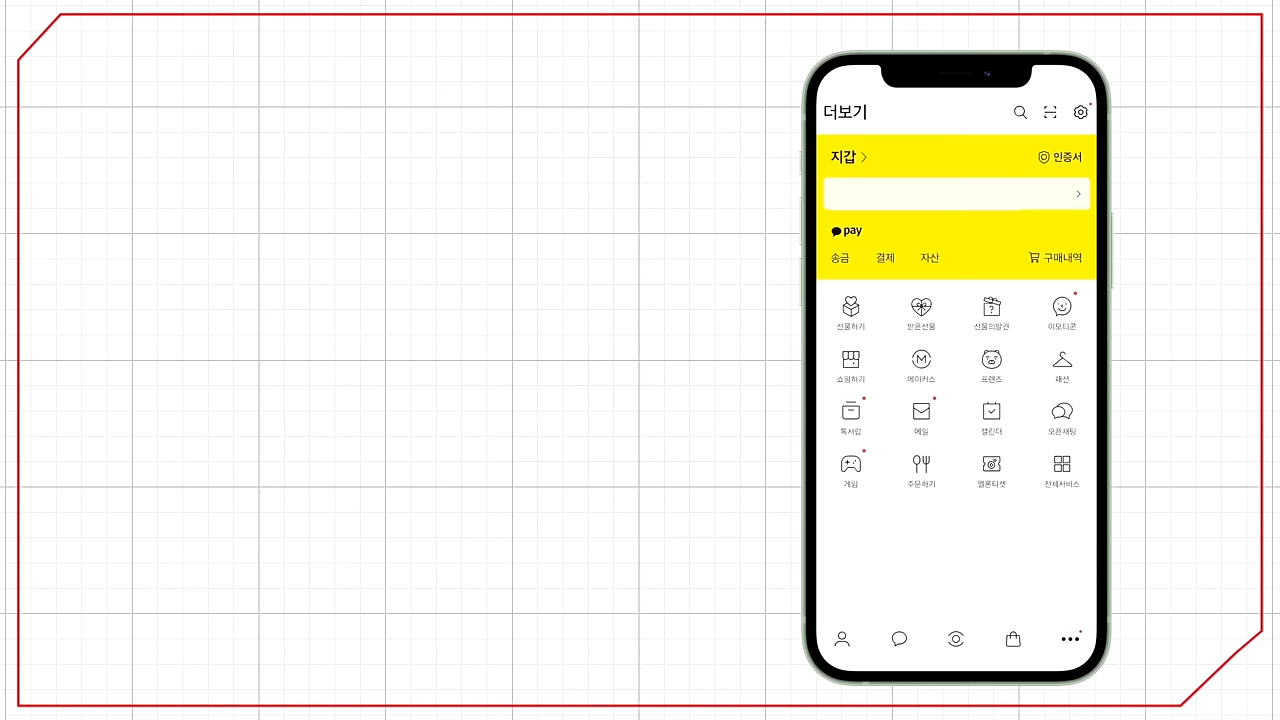 더보기
지갑 > 인증서
pay
송금 결제 자산 구매내역
선물하기 받은선물 선물의발견 이모티콘
쇼핑하기 메이커스 프렌즈 패션
톡서랍 메일 캘린더 오픈채팅
게임 주문하기 멜론티켓 전체서비스